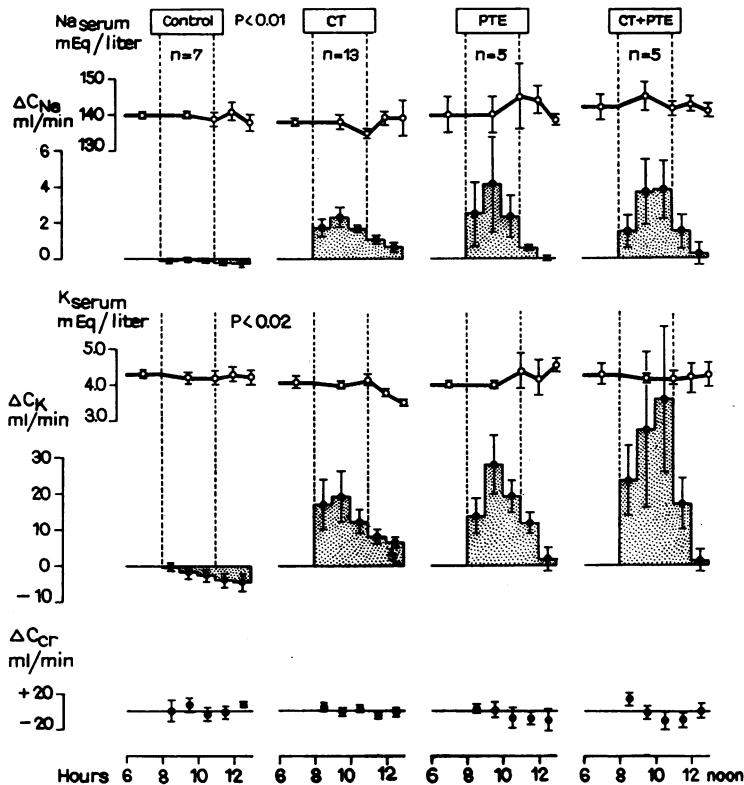 Na serum
mEq/liter
Control P<0.01 CT PTE CT+PTE
n=7 n=13 n=5 n=5
ΔC_Na
ml/min
150
140
130
6
4
2
0
K serum
mEq/liter
P<0.02
5.0
4.0
3.0
ΔC_K
ml/min
30
20
10
0
-10
ΔC_cr
ml/min
+20
-20
Hours 6 8 10 12 6 8 10 12 6 8 10 12 6 8 10 12 noon